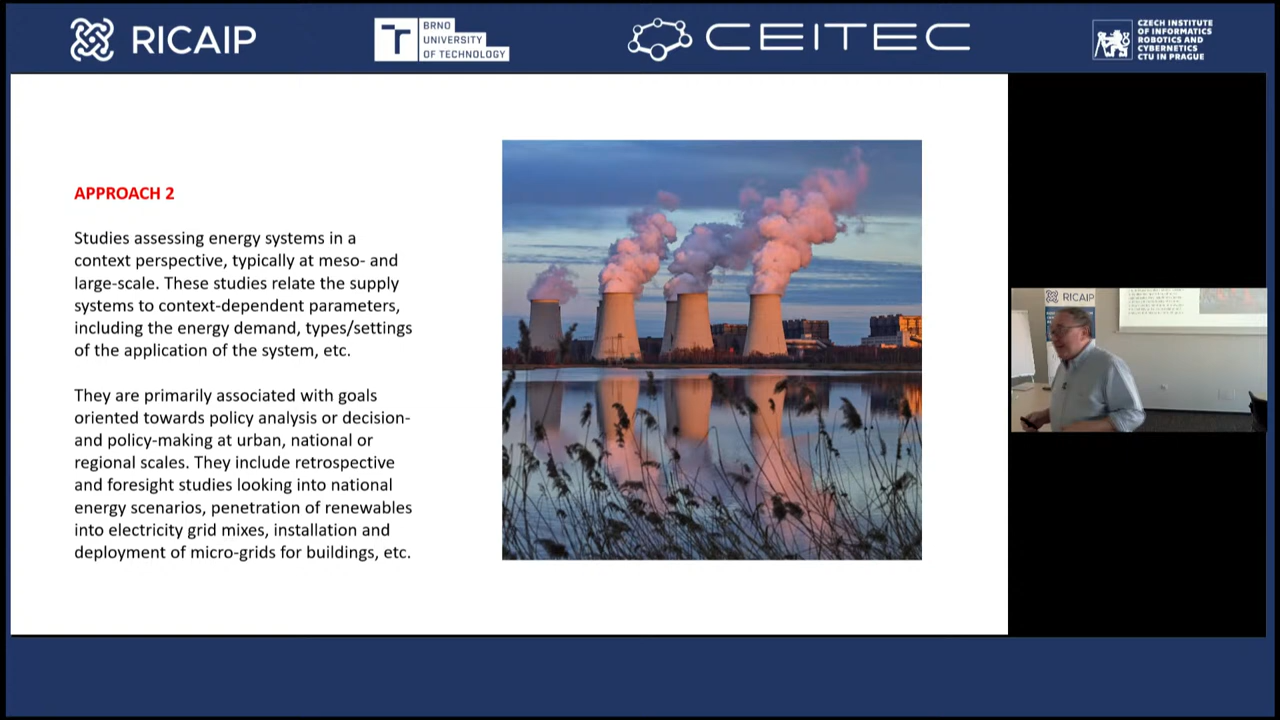 RICAIP
BRNO
UNIVERSITY
OF TECHNOLOGY
CEITEC
CZECH INSTITUTE
OF INFORMATICS
ROBOTICS AND
CYBERNETICS
CTU IN PRAGUE
APPROACH 2
Studies assessing energy systems in a
context perspective, typically at meso- and
large-scale. These studies relate the supply
systems to context-dependent parameters,
including the energy demand, types/settings
of the application of the system, etc.
They are primarily associated with goals
oriented towards policy analysis or decision-
and policy-making at urban, national or
regional scales. They include retrospective
and foresight studies looking into national
energy scenarios, penetration of renewables
into electricity grid mixes, installation and
deployment of micro-grids for buildings, etc.
RICAIP